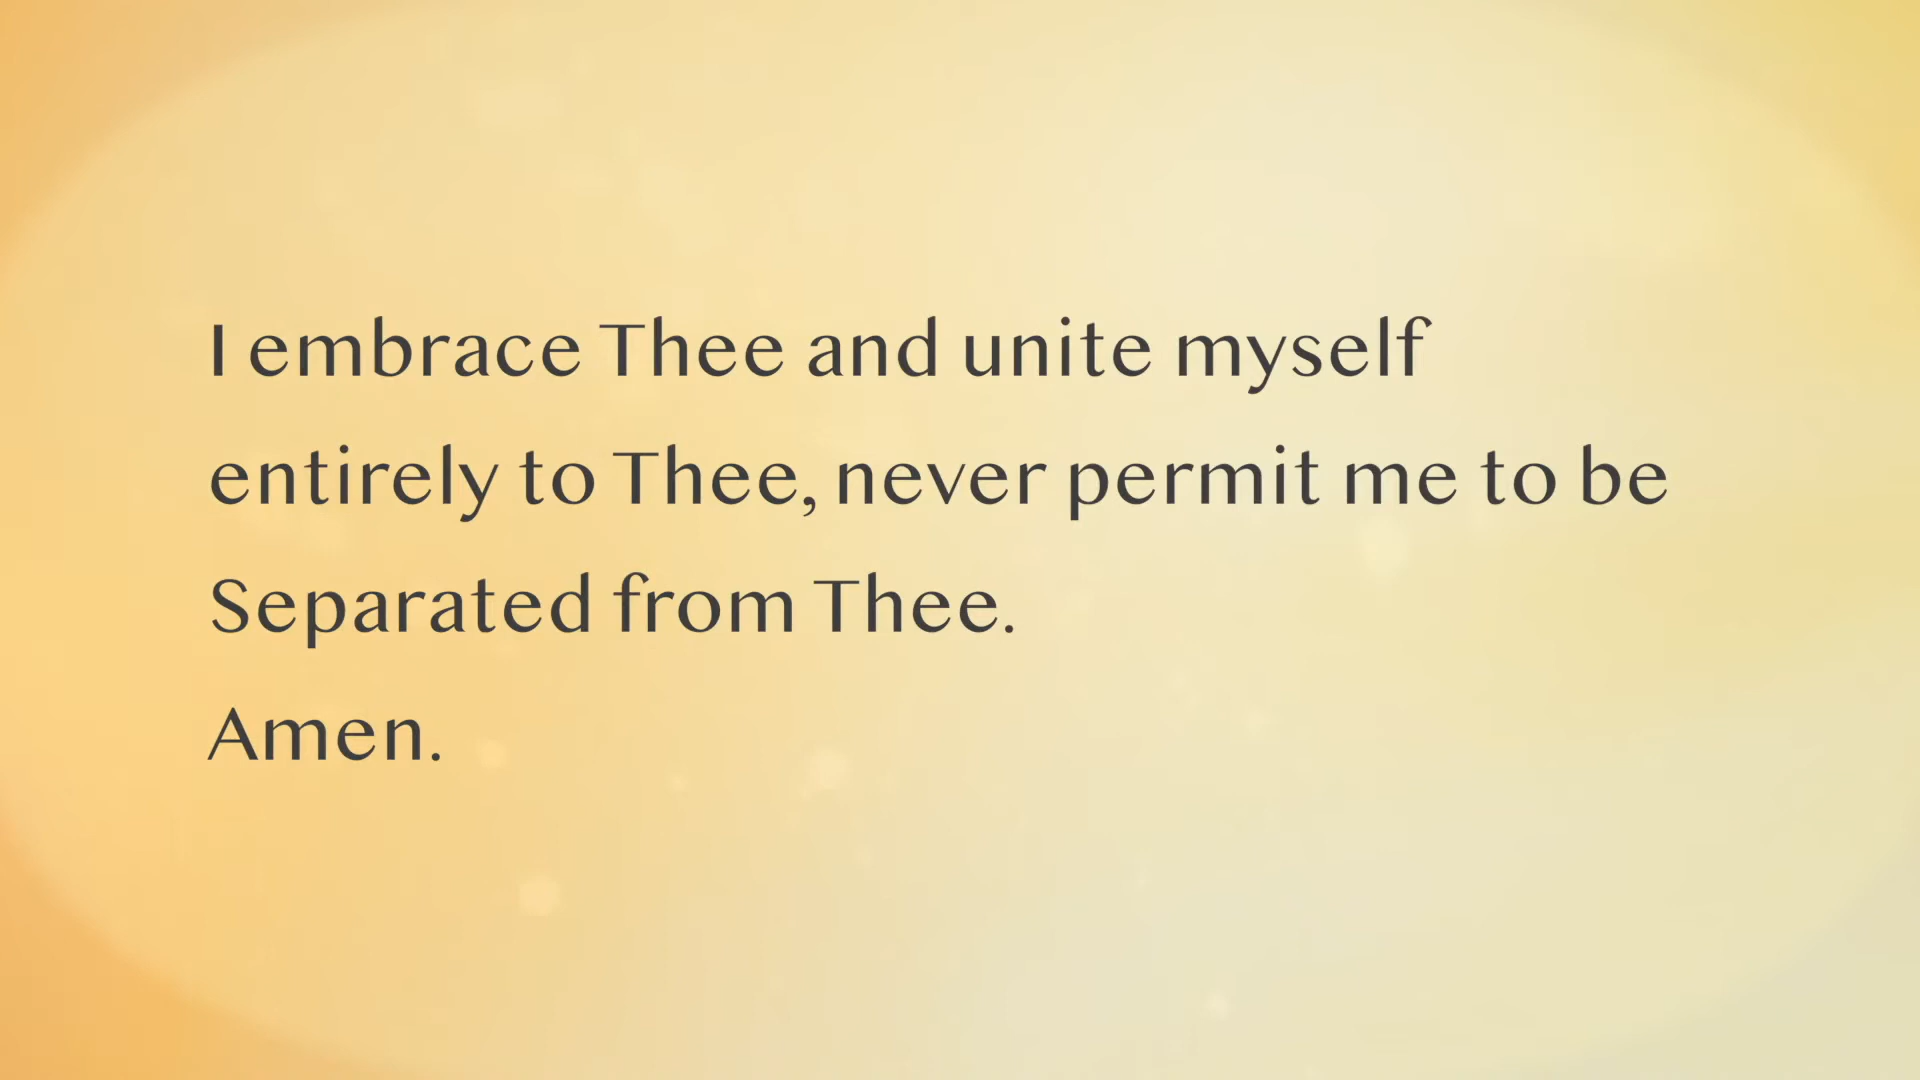 I embrace Thee and unite myself
entirely to Thee, never permit me to be
Separated from Thee.
Amen.